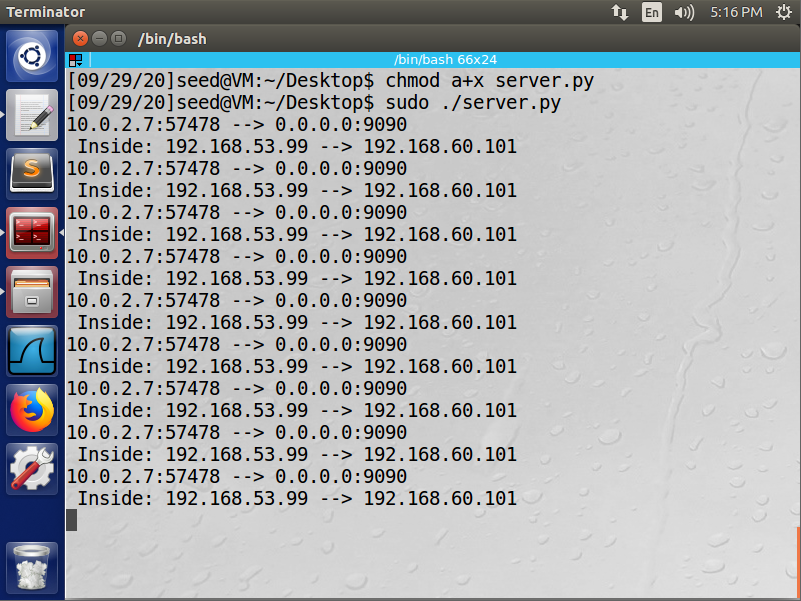 Terminator
En
5:16 PM
/bin/bash
/bin/bash 66x24
[09/29/20]seed@VM:~/Desktop$ chmod a+x server.py
[09/29/20]seed@VM:~/Desktop$ sudo ./server.py
10.0.2.7:57478 --> 0.0.0.0:9090
 Inside: 192.168.53.99 --> 192.168.60.101
10.0.2.7:57478 --> 0.0.0.0:9090
 Inside: 192.168.53.99 --> 192.168.60.101
10.0.2.7:57478 --> 0.0.0.0:9090
 Inside: 192.168.53.99 --> 192.168.60.101
10.0.2.7:57478 --> 0.0.0.0:9090
 Inside: 192.168.53.99 --> 192.168.60.101
10.0.2.7:57478 --> 0.0.0.0:9090
 Inside: 192.168.53.99 --> 192.168.60.101
10.0.2.7:57478 --> 0.0.0.0:9090
 Inside: 192.168.53.99 --> 192.168.60.101
10.0.2.7:57478 --> 0.0.0.0:9090
 Inside: 192.168.53.99 --> 192.168.60.101
10.0.2.7:57478 --> 0.0.0.0:9090
 Inside: 192.168.53.99 --> 192.168.60.101
10.0.2.7:57478 --> 0.0.0.0:9090
 Inside: 192.168.53.99 --> 192.168.60.101